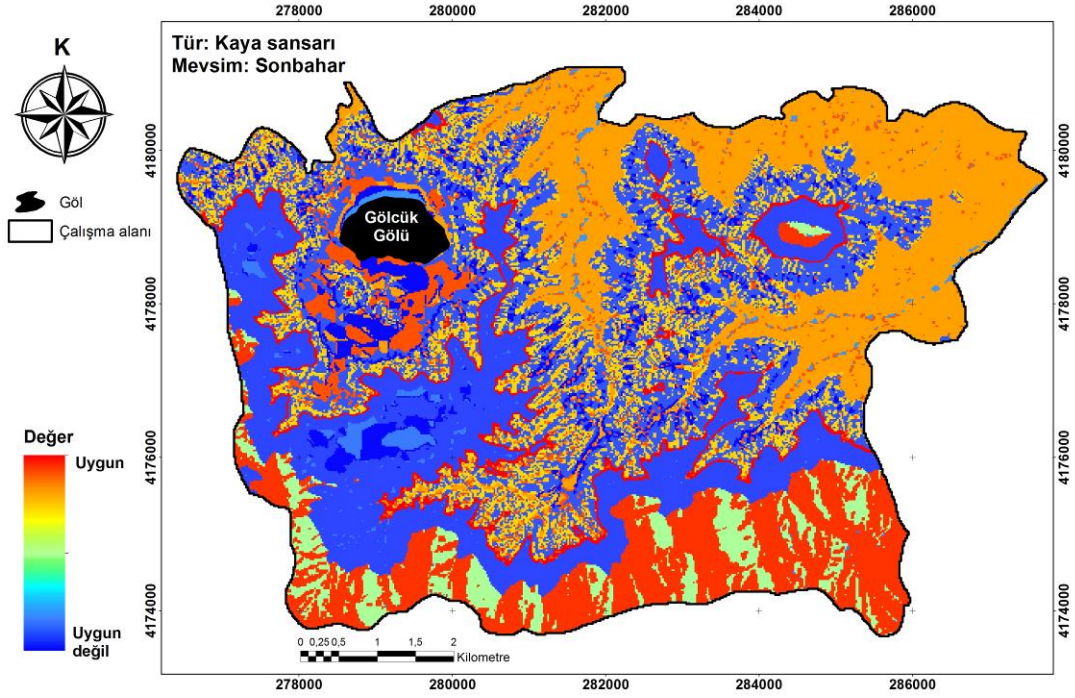 278000 280000 282000 284000 286000
K
Tür: Kaya sansarı
Mevsim: Sonbahar
4180000 4180000
Göl
Çalışma alanı
Gölcük
Gölü
4178000 4178000
Değer
Uygun
4176000 4176000
Uygun
değil
4174000 4174000
0 0,25 0,5 1 1,5 2
Kilometre
278000 280000 282000 284000 286000